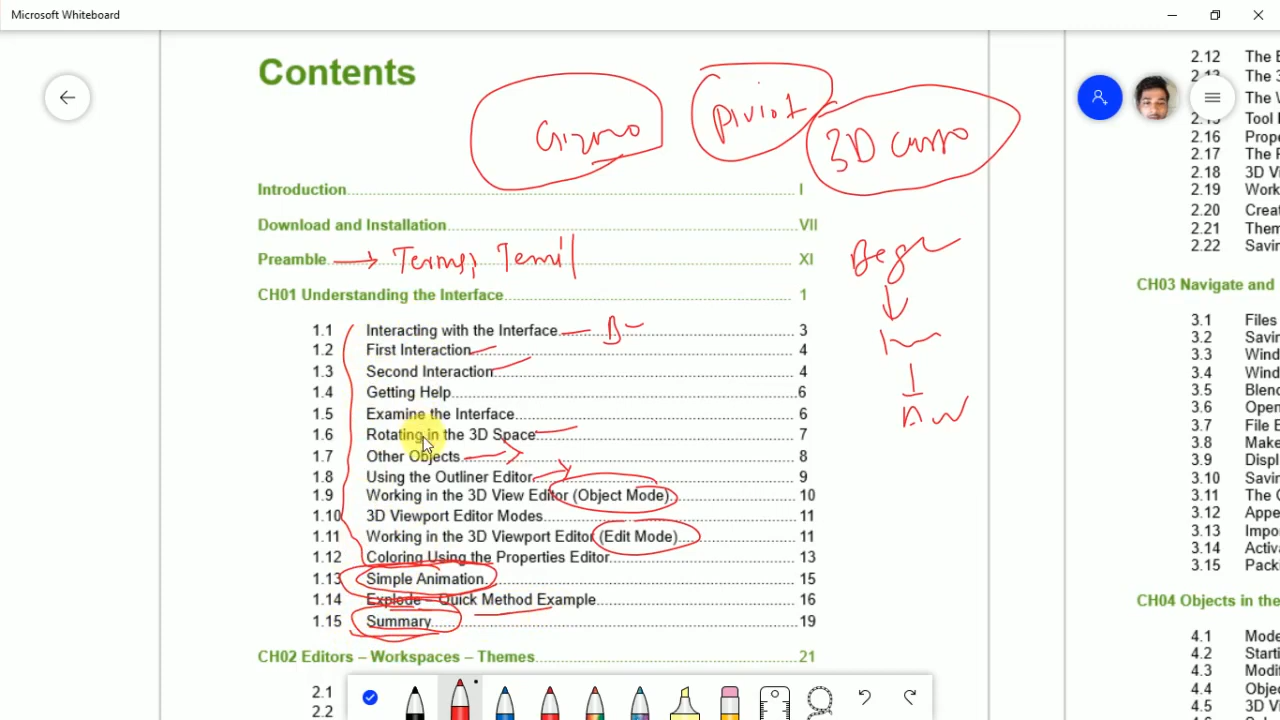 Microsoft Whiteboard
Contents
Gizmo
Piviot
3D curso
Introduction I
Download and Installation VII
Preamble XI
Terms, Temil
CH01 Understanding the Interface 1
1.1 Interacting with the Interface 3
1.2 First Interaction 4
1.3 Second Interaction 4
1.4 Getting Help 6
1.5 Examine the Interface 6
1.6 Rotating in the 3D Space 7
1.7 Other Objects 8
1.8 Using the Outliner Editor 9
1.9 Working in the 3D View Editor (Object Mode) 10
1.10 3D Viewport Editor Modes 11
1.11 Working in the 3D Viewport Editor (Edit Mode) 11
1.12 Coloring Using the Properties Editor 13
1.13 Simple Animation 15
1.14 Explode – Quick Method Example 16
1.15 Summary 19
CH02 Editors – Workspaces – Themes 21
2.1
2.2
2.12 The E
2.13 The 3
The W
Tool
2.16 Prope
2.17 The F
2.18 3D Vi
2.19 Work
2.20 Creat
2.21 Them
2.22 Savin
CH03 Navigate and
3.1 Files
3.2 Savin
3.3 Wind
3.4 Wind
3.5 Blend
3.6 Open
3.7 File E
3.8 Make
3.9 Displ
3.10 Savin
3.11 The C
3.12 Appe
3.13 Impo
3.14 Activa
3.15 Packi
CH04 Objects in the
4.1 Mode
4.2 Starti
4.3 Modif
4.4 Objec
4.5 3D V